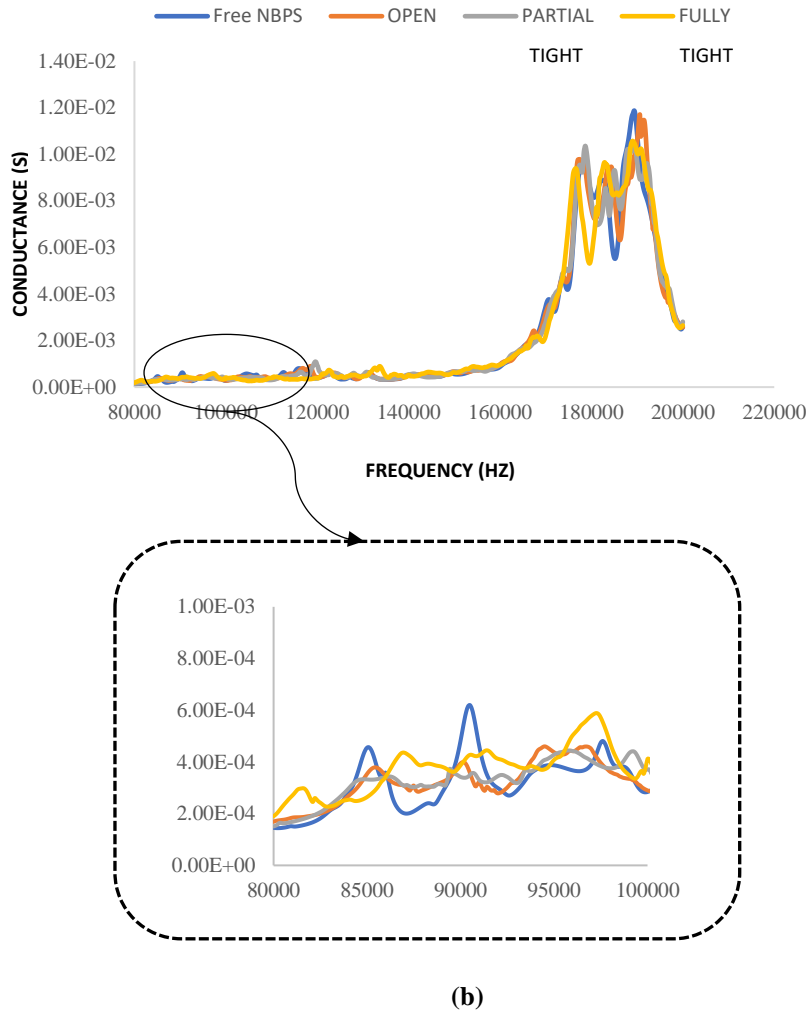 Free NBPS OPEN PARTIAL FULLY
TIGHT TIGHT
1.40E-02
1.20E-02
1.00E-02
8.00E-03
6.00E-03
4.00E-03
2.00E-03
0.00E+00
CONDUCTANCE (S)
80000 100000 120000 140000 160000 180000 200000 220000
FREQUENCY (HZ)
1.00E-03
8.00E-04
6.00E-04
4.00E-04
2.00E-04
0.00E+00
80000 85000 90000 95000 100000
(b)